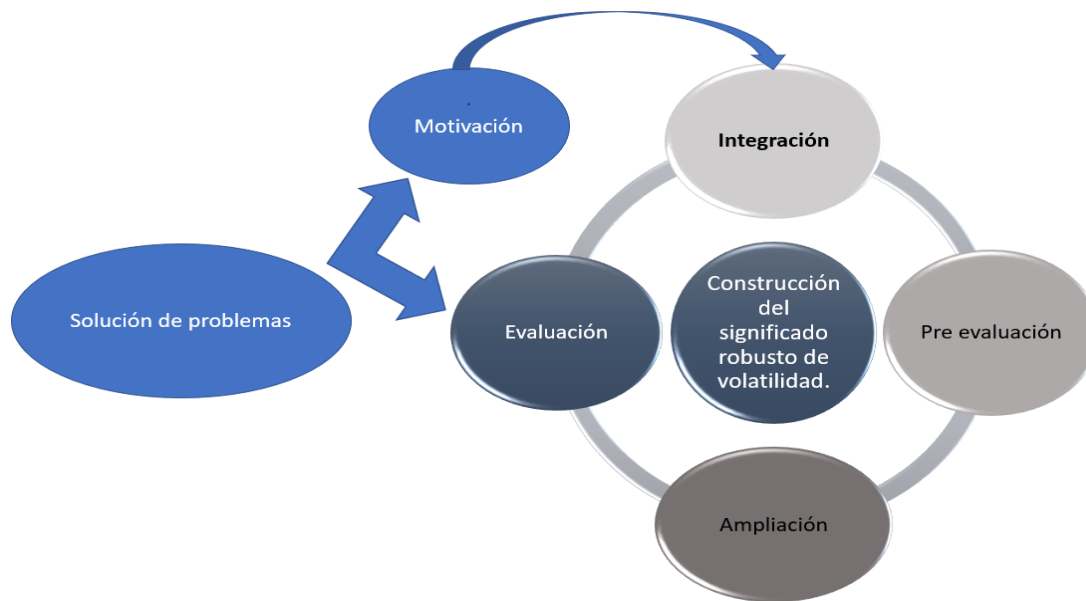 Motivación
Integración
Solución de problemas
Evaluación
Construcción
del
significado
robusto de
volatilidad.
Pre evaluación
Ampliación